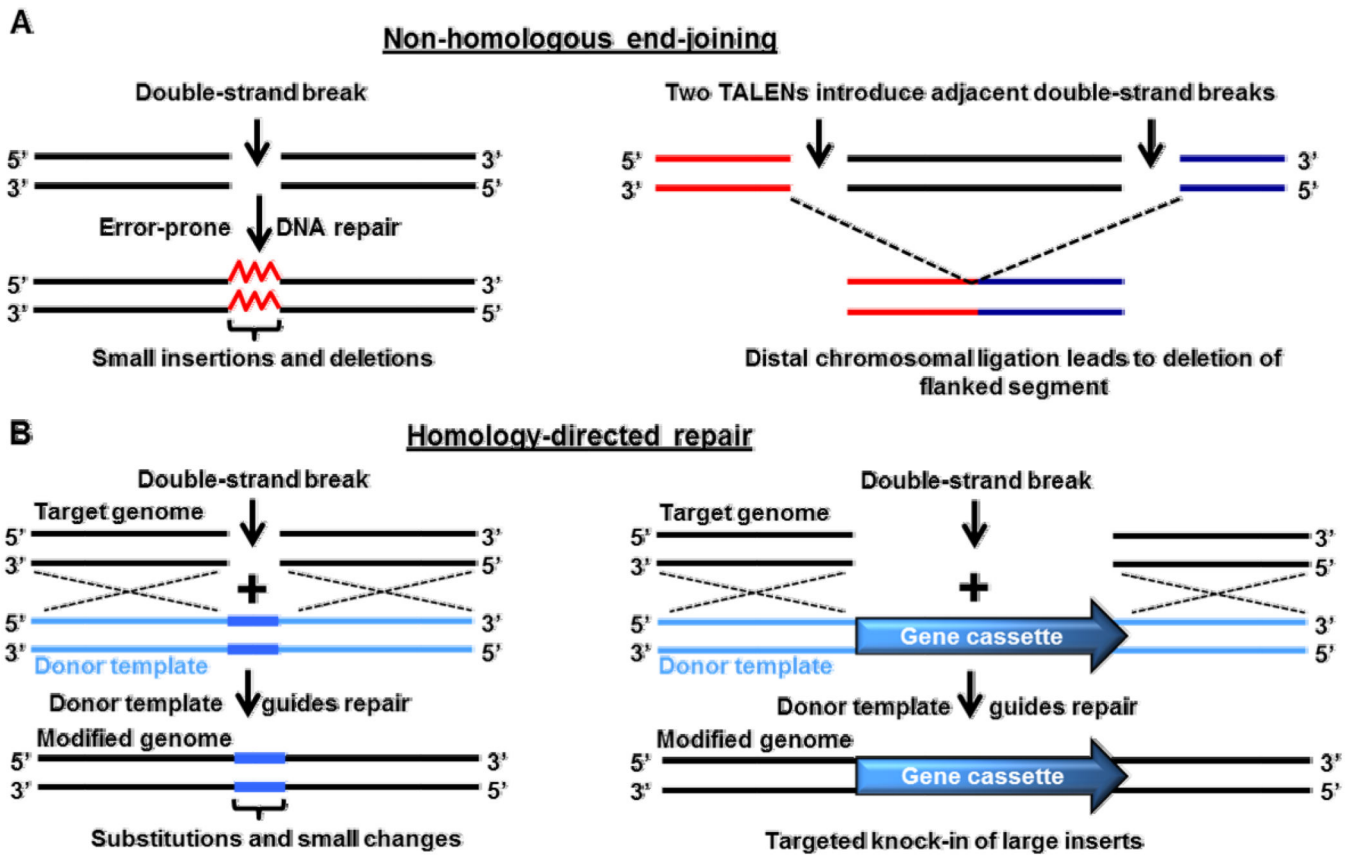 A
Non-homologous end-joining
Double-strand break
5’ 3’
3’ 5’
Error-prone DNA repair
5’ 3’
3’ 5’
Small insertions and deletions
Two TALENs introduce adjacent double-strand breaks
5’ 3’
3’ 5’
Distal chromosomal ligation leads to deletion of
flanked segment
B
Homology-directed repair
Double-strand break
Target genome
5’ 3’
3’ 5’
+
5’ 3’
3’ 5’
Donor template
Donor template guides repair
Modified genome
5’ 3’
3’ 5’
Substitutions and small changes
Double-strand break
Target genome
5’ 3’
3’ 5’
+
5’ 3’
Gene cassette
3’ 5’
Donor template
Donor template guides repair
Modified genome
5’ 3’
Gene cassette
3’ 5’
Targeted knock-in of large inserts